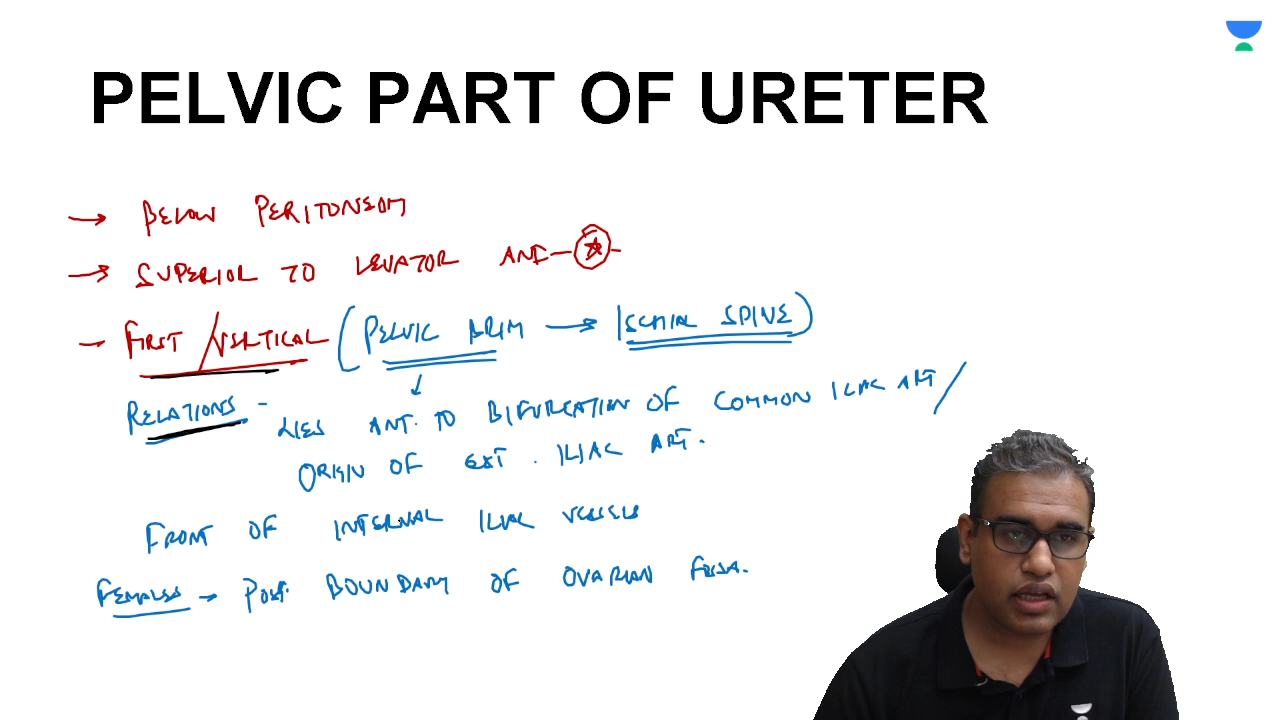 PELVIC PART OF URETER
→ BELOW PERITONEUM
→ SUPERIOR TO LEVATOR ANI -
- FIRST / VERTICAL (PELVIC BRIM → ISCHIAL SPINE)
RELATIONS - LIES ANT. TO BIFURCATION OF COMMON ILIAC ART /
ORIGIN OF EXT. ILIAC ART.
FRONT OF INTERNAL ILIAC VESSELS
FEMALES → POST. BOUNDARY OF OVARIAN FOSSA.